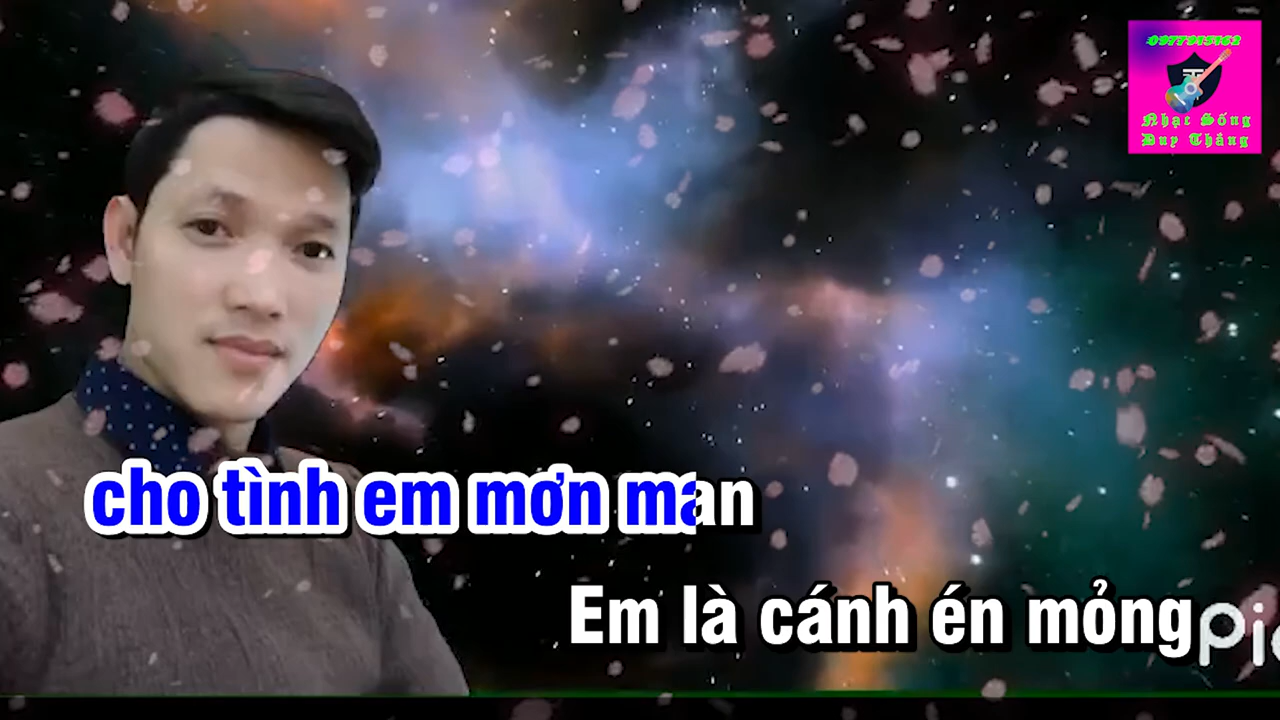 Nhạc Sống
Duy Thắng
cho tình em mơn man
Em là cánh én mỏng